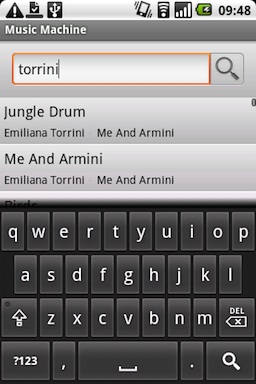 09:48
Music Machine
torrini
Jungle Drum
Emiliana Torrini · Me And Armini
Me And Armini
Emiliana Torrini · Me And Armini
Birds
q w e r t y u i o p
a s d f g h j k l
z x c v b n m DEL
?123 , .